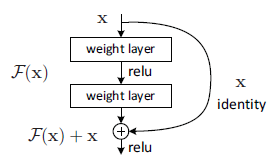 x
weight layer
relu
F(x)
x
weight layer
identity
F(x) + x
+
relu